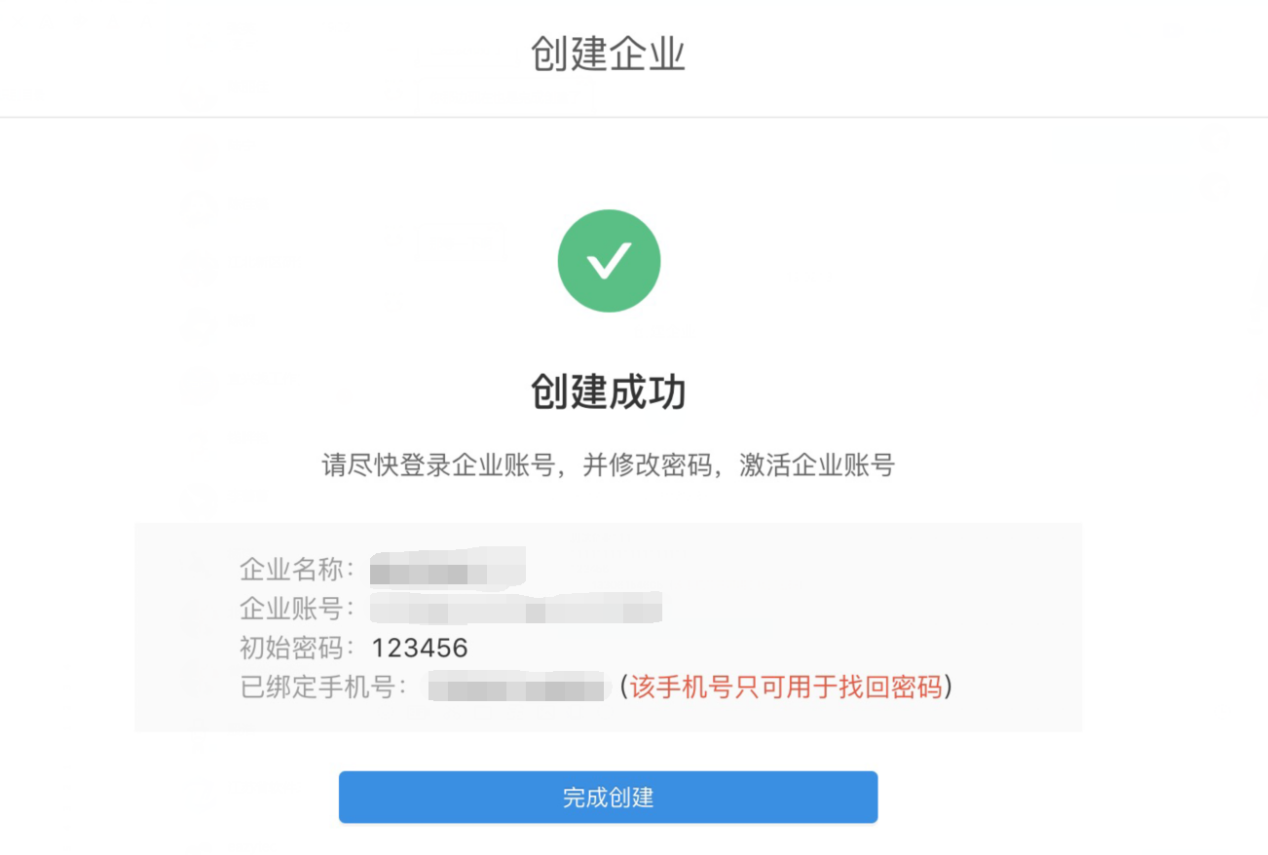 创建企业
创建成功
请尽快登录企业账号，并修改密码，激活企业账号
企业名称：
企业账号：
初始密码：123456
已绑定手机号：（该手机号只可用于找回密码）
完成创建